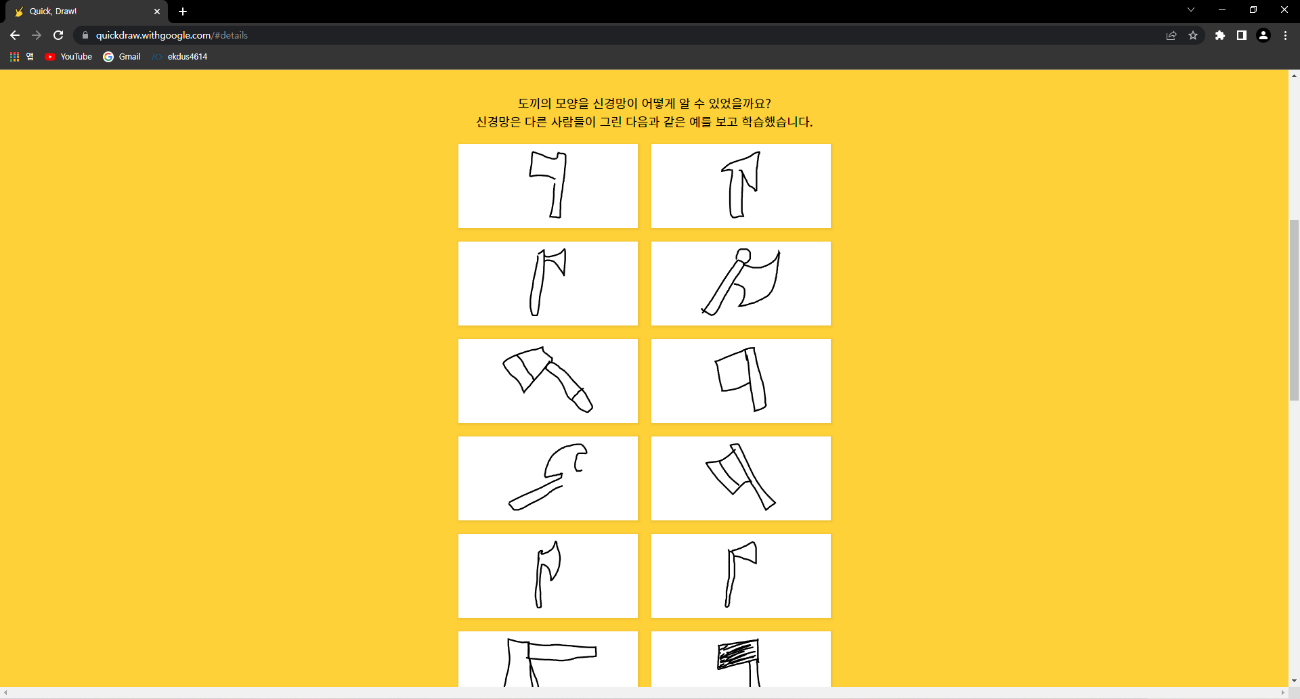 Quick, Draw!
quickdraw.withgoogle.com/#details
앱 YouTube Gmail ekdus4614
도끼의 모양을 신경망이 어떻게 알 수 있었을까요?
신경망은 다른 사람들이 그린 다음과 같은 예를 보고 학습했습니다.